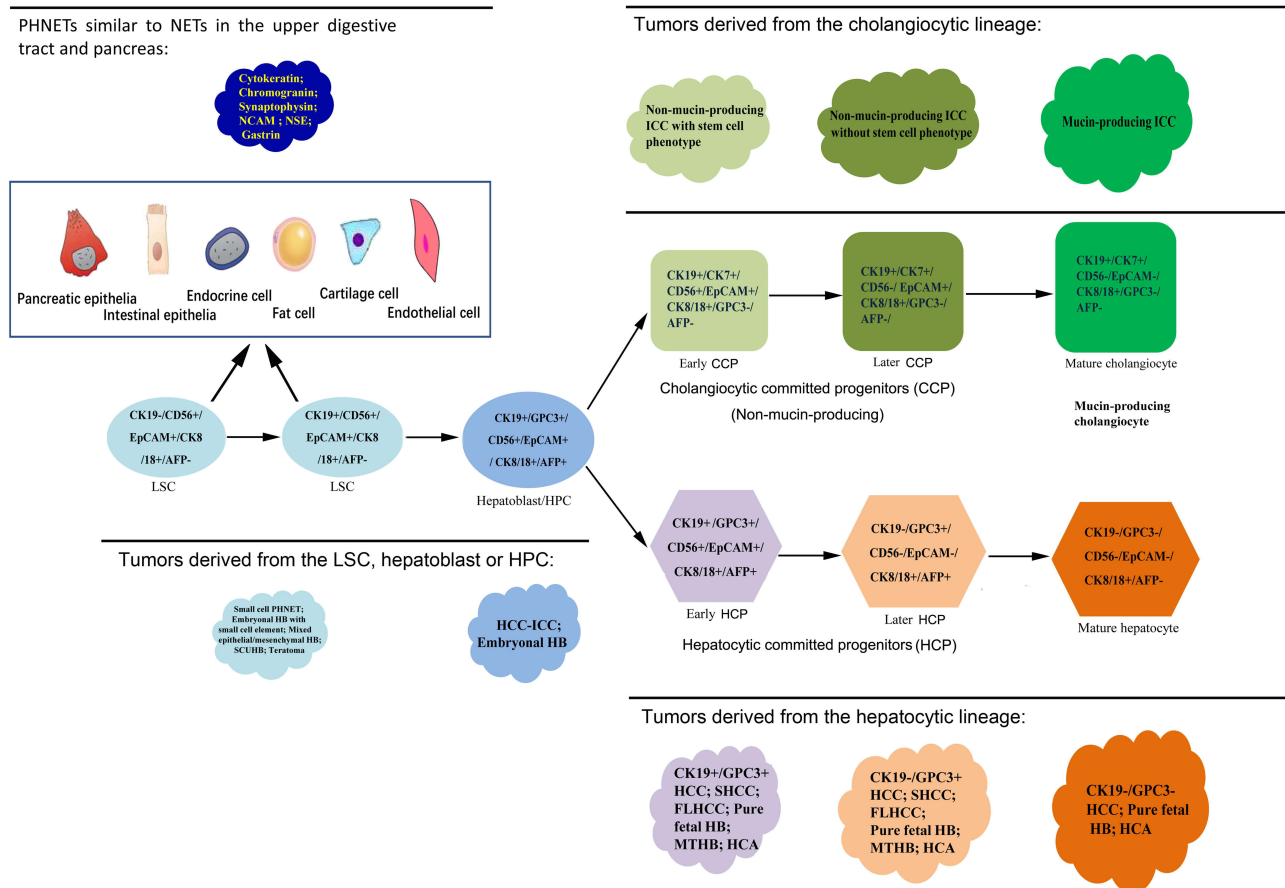 PHNETs similar to NETs in the upper digestive
tract and pancreas:
Cytokeratin;
Chromogranin;
Synaptophysin;
NCAM ; NSE;
Gastrin
Pancreatic epithelia
Intestinal epithelia
Endocrine cell
Fat cell
Cartilage cell
Endothelial cell
CK19-/CD56+/
EpCAM+/CK8
/18+/AFP-
LSC
CK19+/CD56+/
EpCAM+/CK8
/18+/AFP-
LSC
CK19+/GPC3+/
CD56+/EpCAM+
/ CK8/18+/AFP+
Hepatoblast/HPC
Tumors derived from the LSC, hepatoblast or HPC:
Small cell PHNET;
Embryonal HB with
small cell element; Mixed
epithelial/mesenchymal HB;
SCUHB; Teratoma
HCC-ICC;
Embryonal HB
Tumors derived from the cholangiocytic lineage:
Non-mucin-producing
ICC with stem cell
phenotype
Non-mucin-producing ICC
without stem cell phenotype
Mucin-producing ICC
CK19+/CK7+/
CD56+/EpCAM+/
CK8/18+/GPC3-/
AFP-
Early CCP
CK19+/CK7+/
CD56-/ EpCAM+/
CK8/18+/GPC3-/
AFP-/
Later CCP
CK19+/CK7+/
CD56-/EpCAM-/
CK8/18+/GPC3-/
AFP-
Mature cholangiocyte
Cholangiocytic committed progenitors (CCP)
(Non-mucin-producing)
Mucin-producing
cholangiocyte
CK19+/GPC3+/
CD56+/EpCAM+/
CK8/18+/AFP+
Early HCP
CK19-/GPC3+/
CD56-/EpCAM-/
CK8/18+/AFP+
Later HCP
CK19-/GPC3-/
CD56-/EpCAM-/
CK8/18+/AFP-
Mature hepatocyte
Hepatocytic committed progenitors (HCP)
Tumors derived from the hepatocytic lineage:
CK19+/GPC3+
HCC; SHCC;
FLHCC; Pure
fetal HB;
MTHB; HCA
CK19-/GPC3+
HCC; SHCC;
FLHCC;
Pure fetal HB;
MTHB; HCA
CK19-/GPC3-
HCC; Pure fetal
HB; HCA